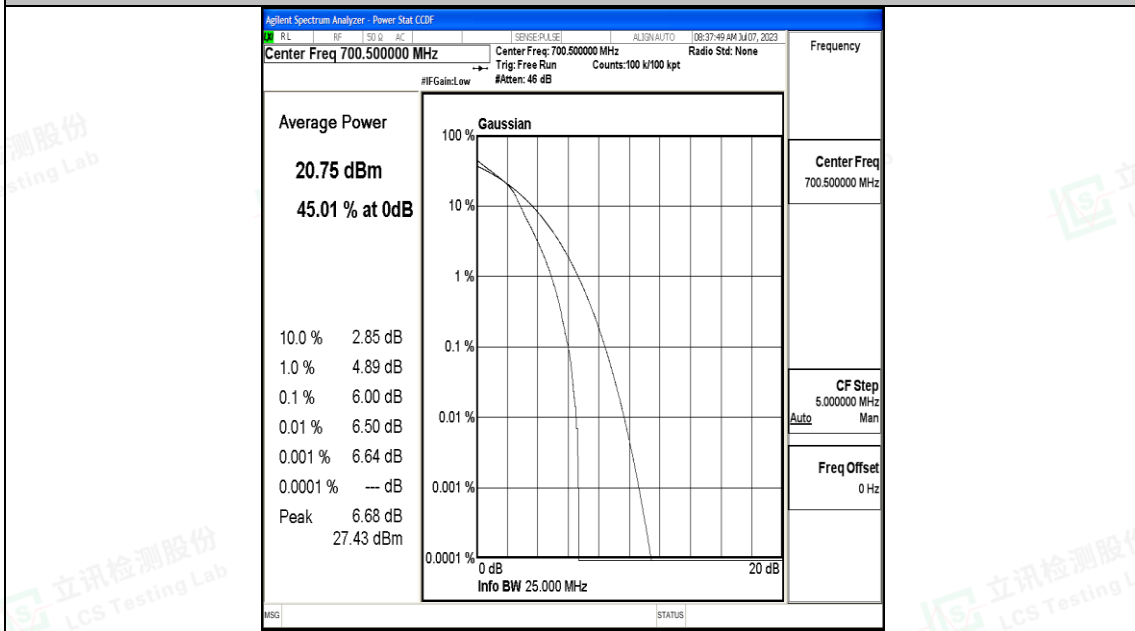 Agilent Spectrum Analyzer - Power Stat CCDF
RL RF 50 Ω AC SENSE:PULSE ALIGN AUTO 08:37:49 AM Jul 07, 2023
Center Freq 700.500000 MHz
Center Freq: 700.500000 MHz Radio Std: None
Trig: Free Run Counts:100 k/100 kpt
#IFGain:Low #Atten: 46 dB
Frequency
Average Power
20.75 dBm
45.01 % at 0dB
10.0 % 2.85 dB
1.0 % 4.89 dB
0.1 % 6.00 dB
0.01 % 6.50 dB
0.001 % 6.64 dB
0.0001 % --- dB
Peak 6.68 dB
27.43 dBm
Gaussian
100 %
10 %
1 %
0.1 %
0.01 %
0.001 %
0.0001 %
0 dB 20 dB
Info BW 25.000 MHz
Center Freq
700.500000 MHz
CF Step
5.000000 MHz
Auto Man
Freq Offset
0 Hz
MSG STATUS
立讯检测股份
LCS Testing Lab
立讯检测股份